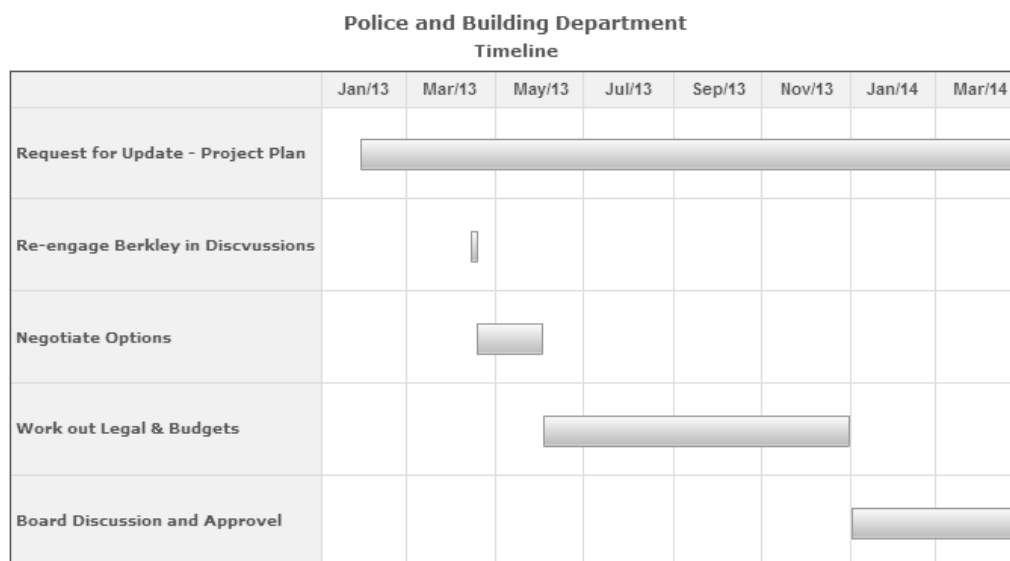 Police and Building Department
Timeline
Jan/13 Mar/13 May/13 Jul/13 Sep/13 Nov/13 Jan/14 Mar/14
Request for Update - Project Plan
Re-engage Berkley in Discvussions
Negotiate Options
Work out Legal & Budgets
Board Discussion and Approvel